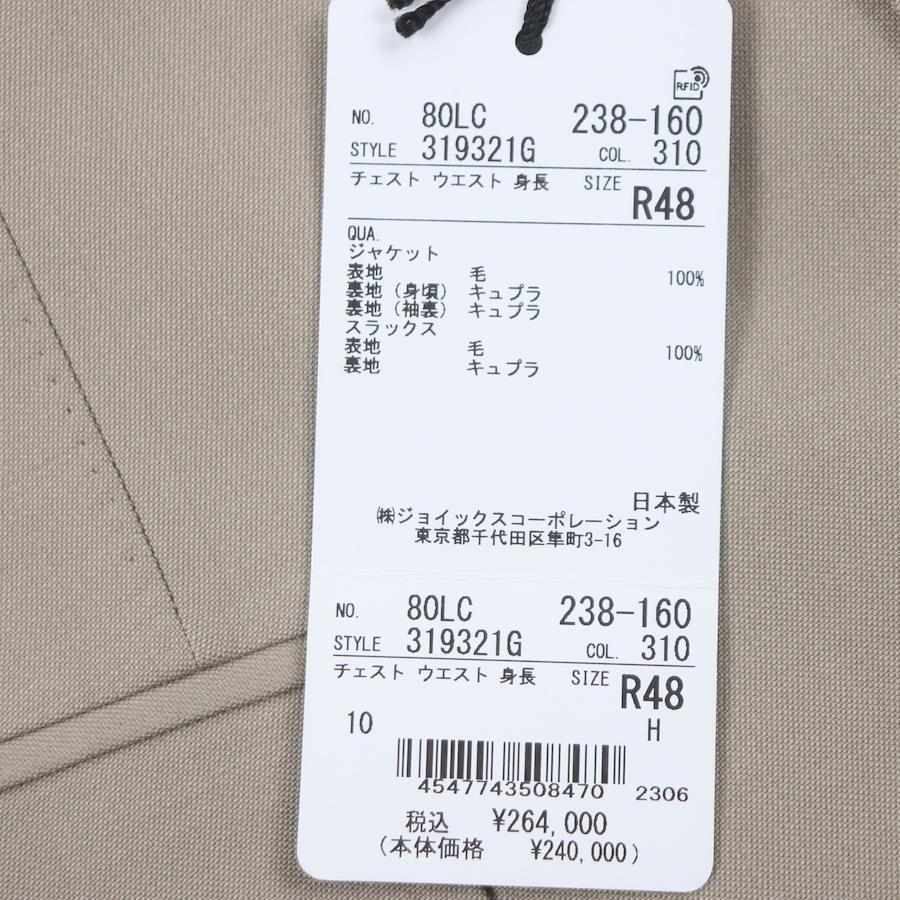 RFID
NO. 80LC 238-160
STYLE 319321G COL. 310
チェスト ウエスト 身長 SIZE R48
QUA.
ジャケット
表地 毛 100%
裏地（身頃） キュプラ
裏地（袖裏） キュプラ
スラックス
表地 毛 100%
裏地 キュプラ
日本製
㈱ジョイックスコーポレーション
東京都千代田区隼町3-16
NO. 80LC 238-160
STYLE 319321G COL. 310
チェスト ウエスト 身長 SIZE R48
10 H
4547743508470 2306
税込 ¥264,000
(本体価格 ¥240,000)